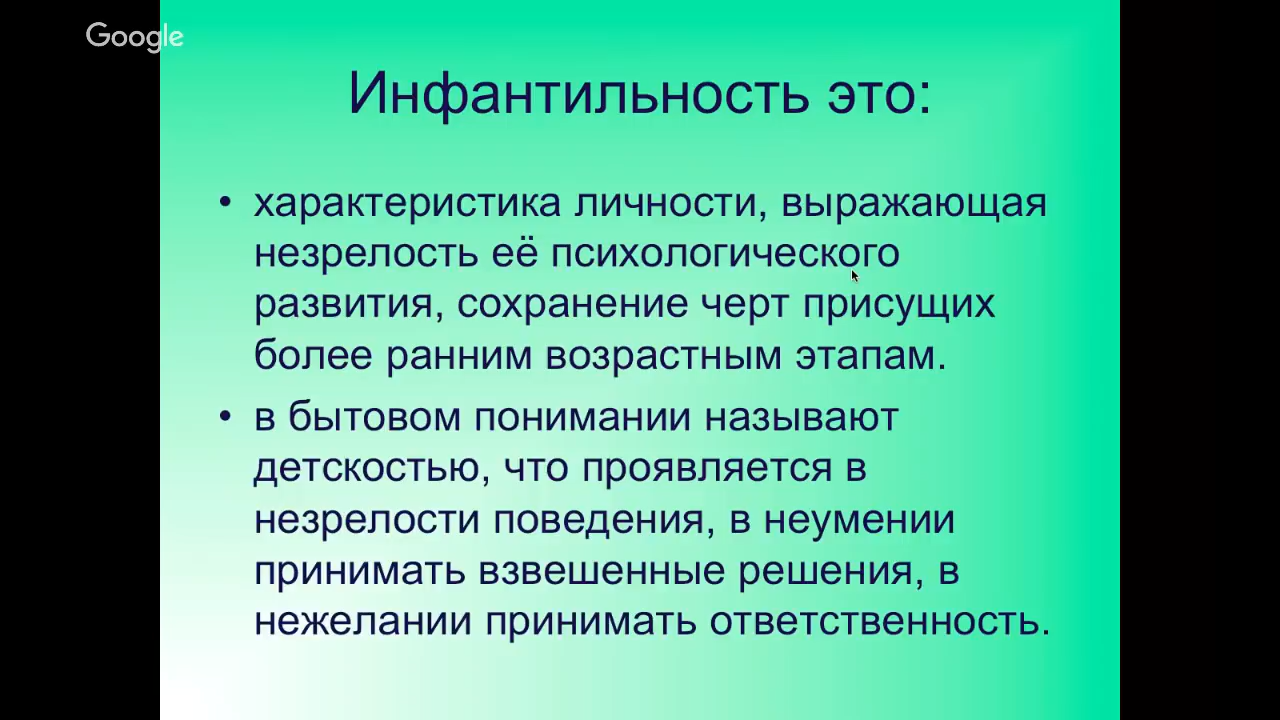 Google
Инфантильность это:
• характеристика личности, выражающая
незрелость её психологического
развития, сохранение черт присущих
более ранним возрастным этапам.
• в бытовом понимании называют
детскостью, что проявляется в
незрелости поведения, в неумении
принимать взвешенные решения, в
нежелании принимать ответственность.